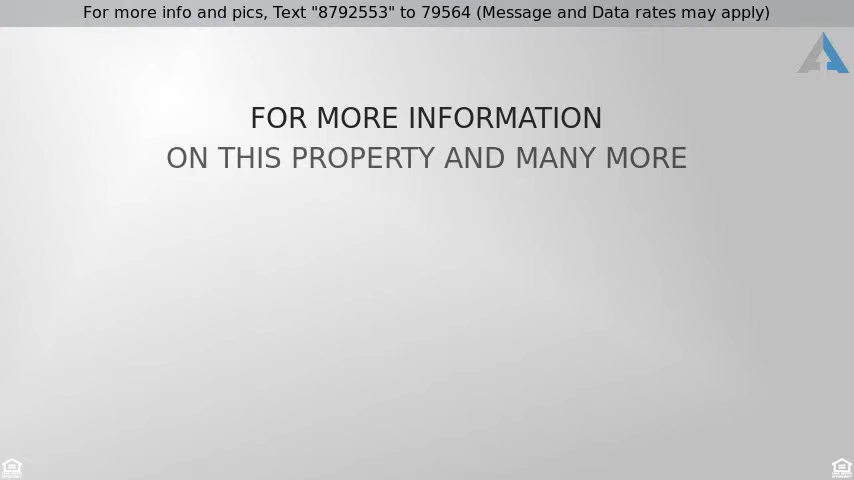 For more info and pics, Text "8792553" to 79564 (Message and Data rates may apply)
FOR MORE INFORMATION
ON THIS PROPERTY AND MANY MORE